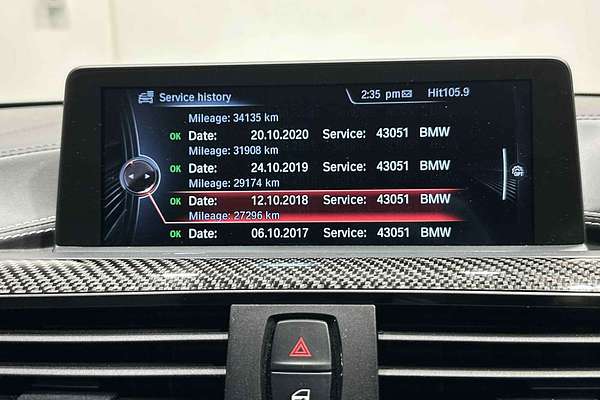 Service history 2:35 pm Hit105.9
Mileage: 34135 km
OK Date: 20.10.2020 Service: 43051 BMW
Mileage: 31908 km
OK Date: 24.10.2019 Service: 43051 BMW
Mileage: 29174 km
OK Date: 12.10.2018 Service: 43051 BMW
Mileage: 27296 km
OK Date: 06.10.2017 Service: 43051 BMW